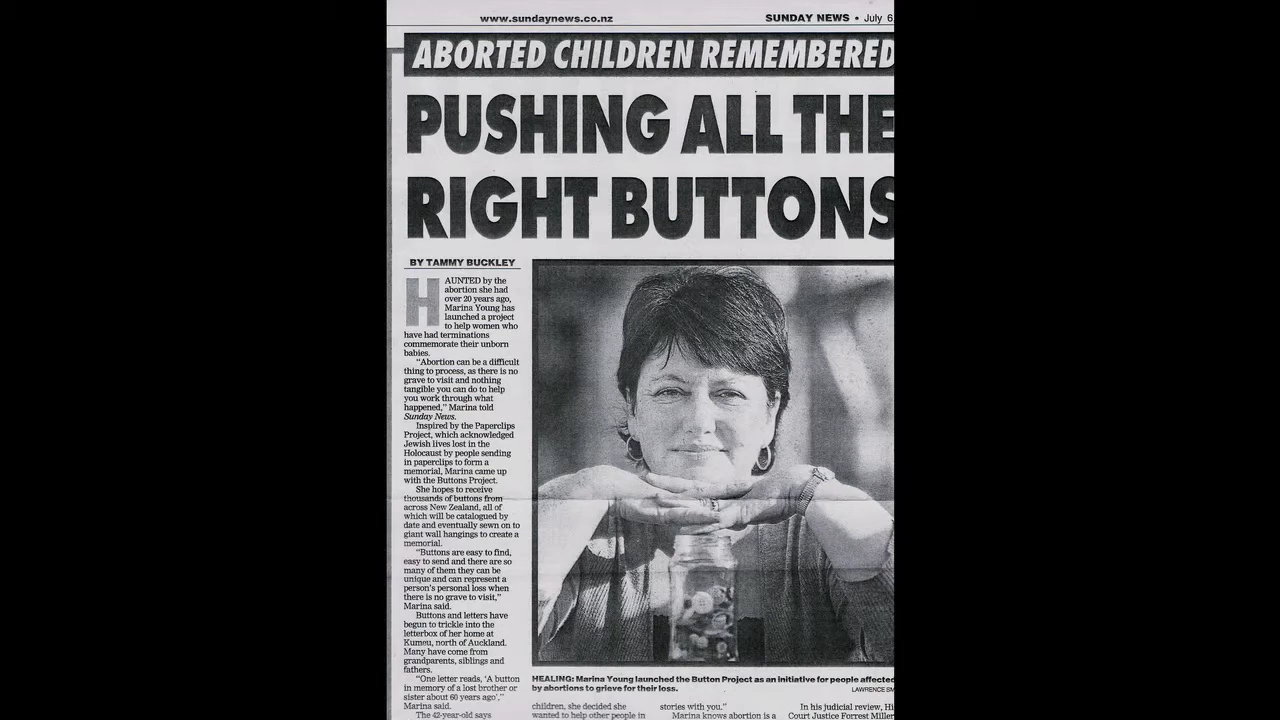 www.sundaynews.co.nz
SUNDAY NEWS • July 6
ABORTED CHILDREN REMEMBERED
PUSHING ALL THE
RIGHT BUTTONS
BY TAMMY BUCKLEY
HAUNTED by the
abortion she had
over 20 years ago,
Marina Young has
launched a project
to help women who
have had terminations
commemorate their unborn
babies.
"Abortion can be a difficult
thing to process, as there is no
grave to visit and nothing
tangible you can do to help
you work through what
happened," Marina told
Sunday News.
Inspired by the Paperclips
Project, which acknowledged
Jewish lives lost in the
Holocaust by people sending
in paperclips to form a
memorial, Marina came up
with the Buttons Project.
She hopes to receive
thousands of buttons from
across New Zealand, all of
which will be catalogued by
date and eventually sewn on to
giant wall hangings to create a
memorial.
"Buttons are easy to find,
easy to send and there are so
many of them they can be
unique and can represent a
person's personal loss when
there is no grave to visit,"
Marina said.
Buttons and letters have
begun to trickle into the
letterbox of her home at
Kumeu, north of Auckland.
Many have come from
grandparents, siblings and
fathers.
"One letter reads, 'A button
in memory of a lost brother or
sister about 60 years ago',"
Marina said.
The 42-year-old says
HEALING: Marina Young launched the Button Project as an initiative for people affected
by abortions to grieve for their loss.
LAWRENCE SM
children, she decided she
wanted to help other people in
stories with you."
Marina knows abortion is a
In his judicial review, Hi
Court Justice Forrest Miller